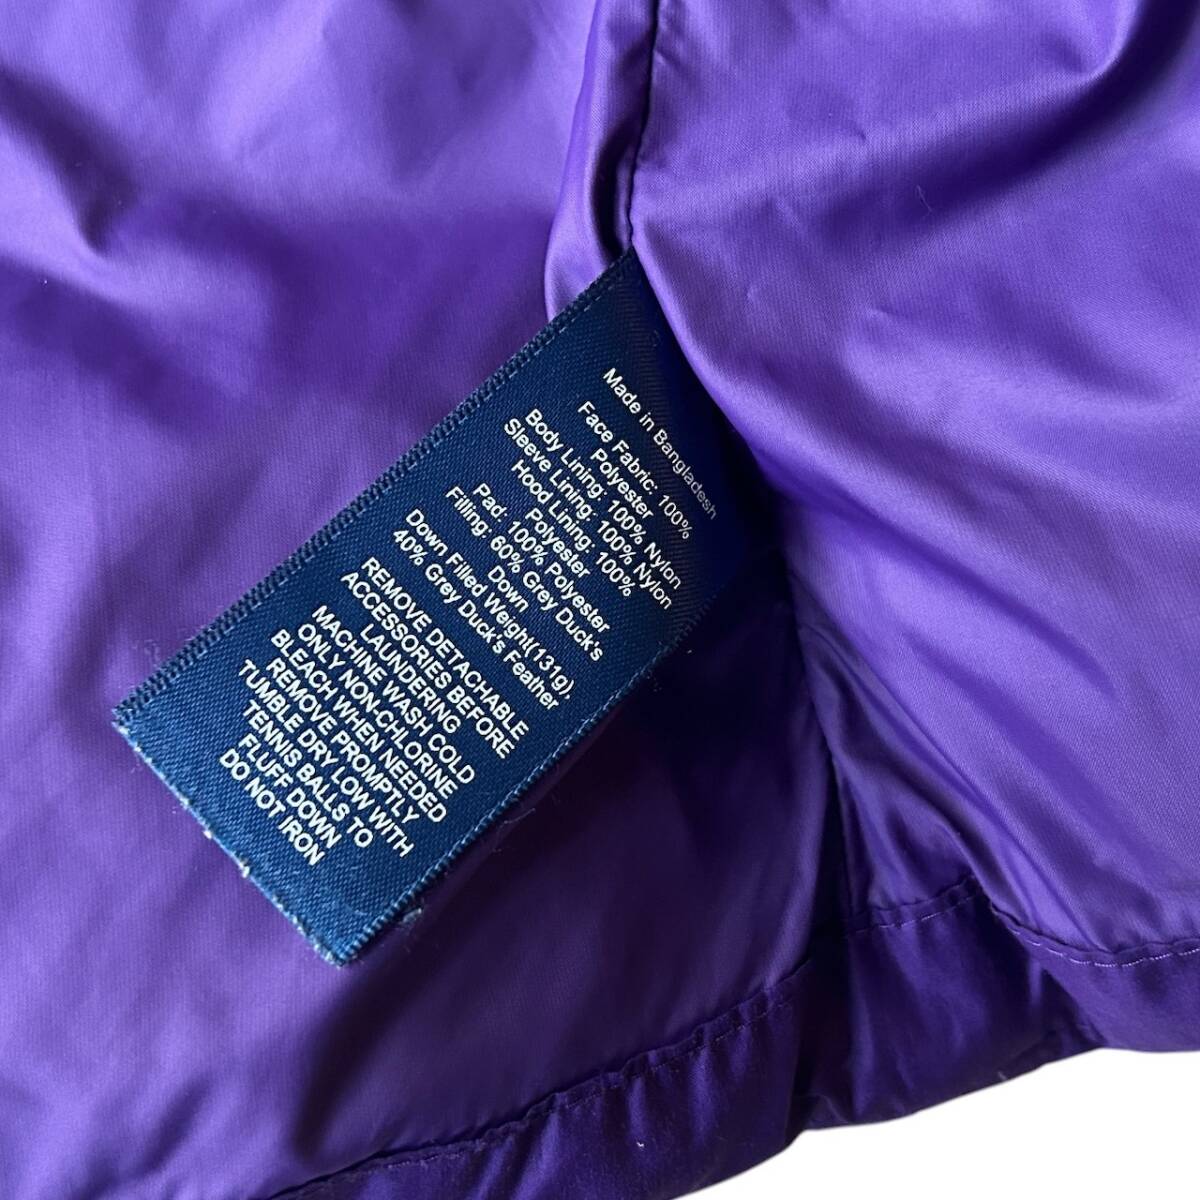 Made in Bangladesh
Face Fabric: 100%
Polyester
Body Lining: 100% Nylon
Sleeve Lining: 100% Nylon
Hood Lining: 100%
Polyester
Pad: 100% Polyester
Filling: 60% Grey Duck's
Down
Down Filled Weight(131g),
40% Grey Duck's Feather
REMOVE DETACHABLE
ACCESSORIES BEFORE
LAUNDERING
MACHINE WASH COLD
ONLY NON-CHLORINE
BLEACH WHEN NEEDED
REMOVE PROMPTLY
TUMBLE DRY LOW WITH
TENNIS BALLS TO
FLUFF DOWN
DO NOT IRON